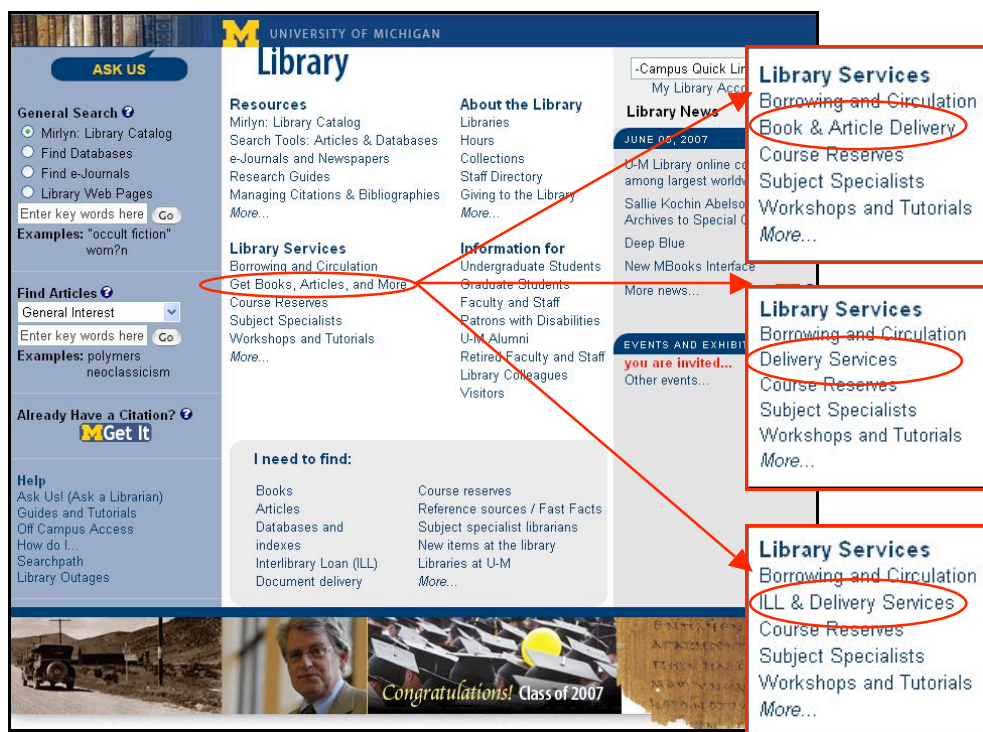 M UNIVERSITY OF MICHIGAN
Library
ASK US
General Search ?
Mirlyn: Library Catalog
Find Databases
Find e-Journals
Library Web Pages
Enter key words here Go
Examples: "occult fiction"
wom?n
Find Articles ?
General Interest
Enter key words here Go
Examples: polymers
neoclassicism
Already Have a Citation? ?
MGet It
Help
Ask Us! (Ask a Librarian)
Guides and Tutorials
Off Campus Access
How do I...
Searchpath
Library Outages
Resources
Mirlyn: Library Catalog
Search Tools: Articles & Databases
e-Journals and Newspapers
Research Guides
Managing Citations & Bibliographies
More...
About the Library
Libraries
Hours
Collections
Staff Directory
Giving to the Library
More...
Library Services
Borrowing and Circulation
Get Books, Articles, and More
Course Reserves
Subject Specialists
Workshops and Tutorials
More...
Information for
Undergraduate Students
Graduate Students
Faculty and Staff
Patrons with Disabilities
U-M Alumni
Retired Faculty and Staff
Library Colleagues
Visitors
I need to find:
Books
Articles
Databases and
indexes
Interlibrary Loan (ILL)
Document delivery
Course reserves
Reference sources / Fast Facts
Subject specialist librarians
New items at the library
Libraries at U-M
More...
-Campus Quick Lin
My Library Acco
Library News
JUNE 2007
U-M Library online co
among largest worldw
Sallie Kochin Abelso
Archives to Special
Deep Blue
New MBooks Interface
More news...
EVENTS AND EXHIBIT
you are invited...
Other events...
Congratulations! Class of 2007
Library Services
Borrowing and Circulation
Book & Article Delivery
Course Reserves
Subject Specialists
Workshops and Tutorials
More...
Library Services
Borrowing and Circulation
Delivery Services
Course Reserves
Subject Specialists
Workshops and Tutorials
More...
Library Services
Borrowing and Circulation
ILL & Delivery Services
Course Reserves
Subject Specialists
Workshops and Tutorials
More...